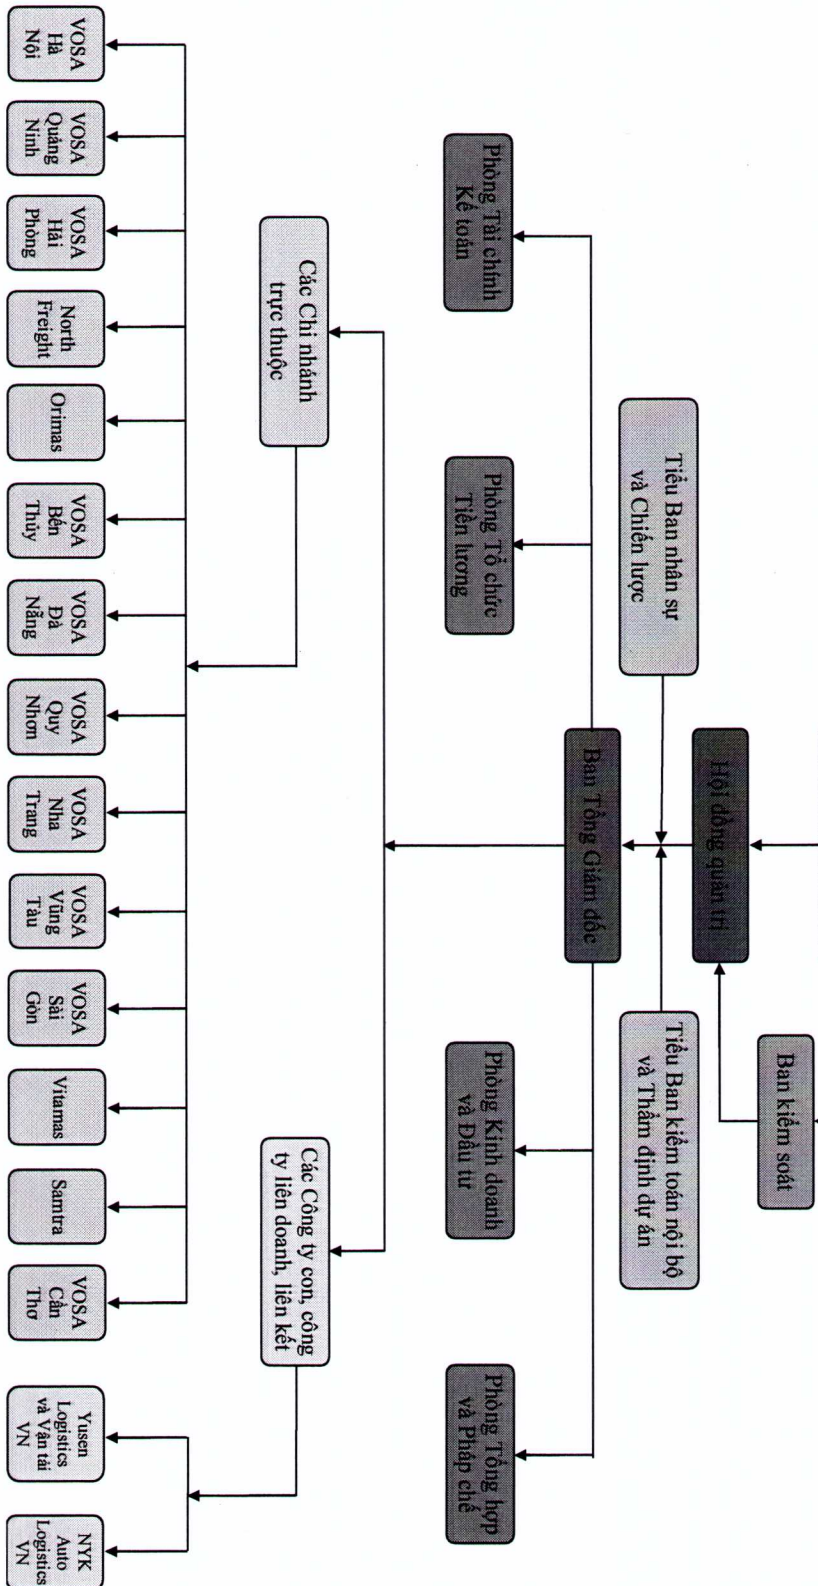 Ban kiểm soát
Hội đồng quản trị
Tiểu Ban nhân sự
và Chiến lược
Tiểu Ban kiểm toán nội bộ
và Thẩm định dự án
Ban Tổng Giám đốc
Phòng Tài chính
Kế toán
Phòng Tổ chức
Tiền lương
Phòng Kinh doanh
và Đầu tư
Phòng Tổng hợp
và Pháp chế
Các Chi nhánh
trực thuộc
Các Công ty con, công
ty liên doanh, liên kết
VOSA
Hà
Nội
VOSA
Quảng
Ninh
VOSA
Hải
Phòng
North
Freight
Orimas
VOSA
Bến
Thủy
VOSA
Đà
Nẵng
VOSA
Quy
Nhơn
VOSA
Nha
Trang
VOSA
Vũng
Tàu
VOSA
Sài
Gòn
Vitamas
Samtra
VOSA
Cần
Thơ
Yusen
Logistics
và Vận tải
VN
NYK
Auto
Logistics
VN